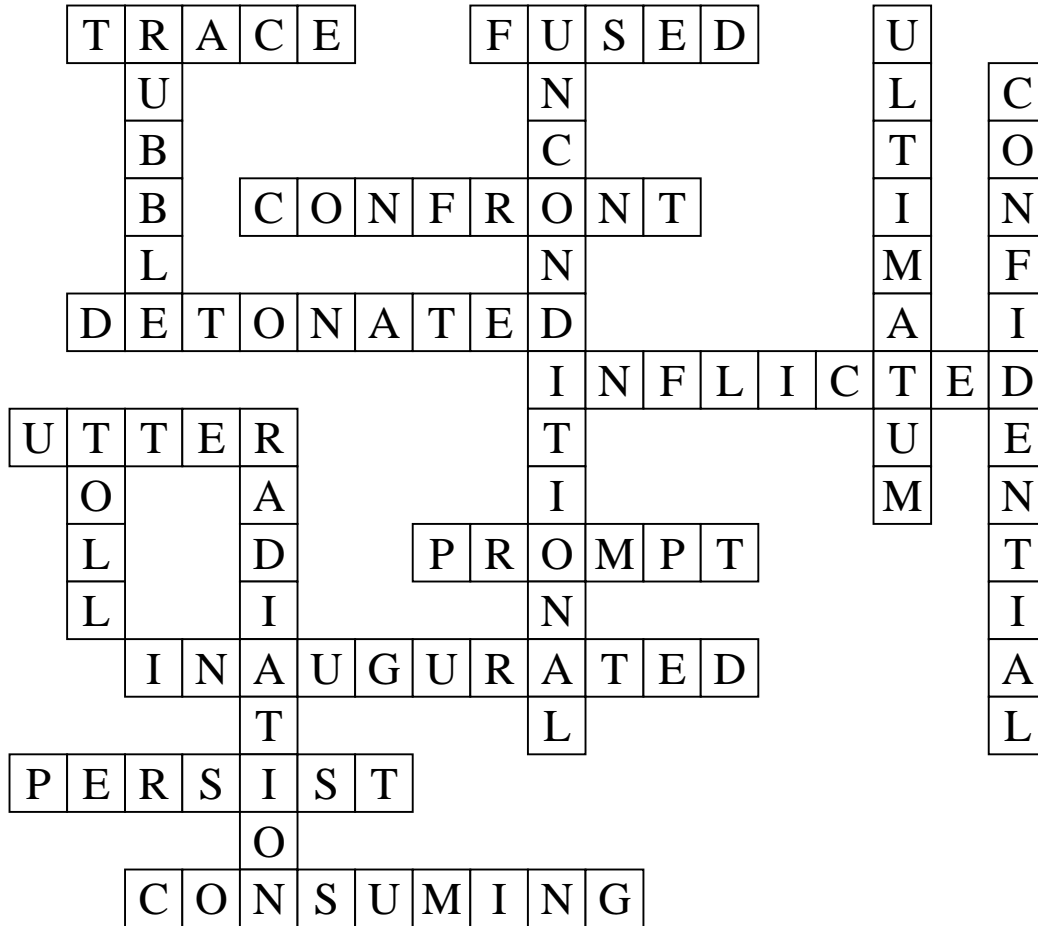 TRACE FUSED U
U N L C
B C T O
B CONFRONT I N
L N M F
DETONATED A I
INFLICTED
UTTER T U E
O A I M N
L D PROMPT T
L I N I
INAUGURATED A
T L L
PERSIST
O
CONSUMING